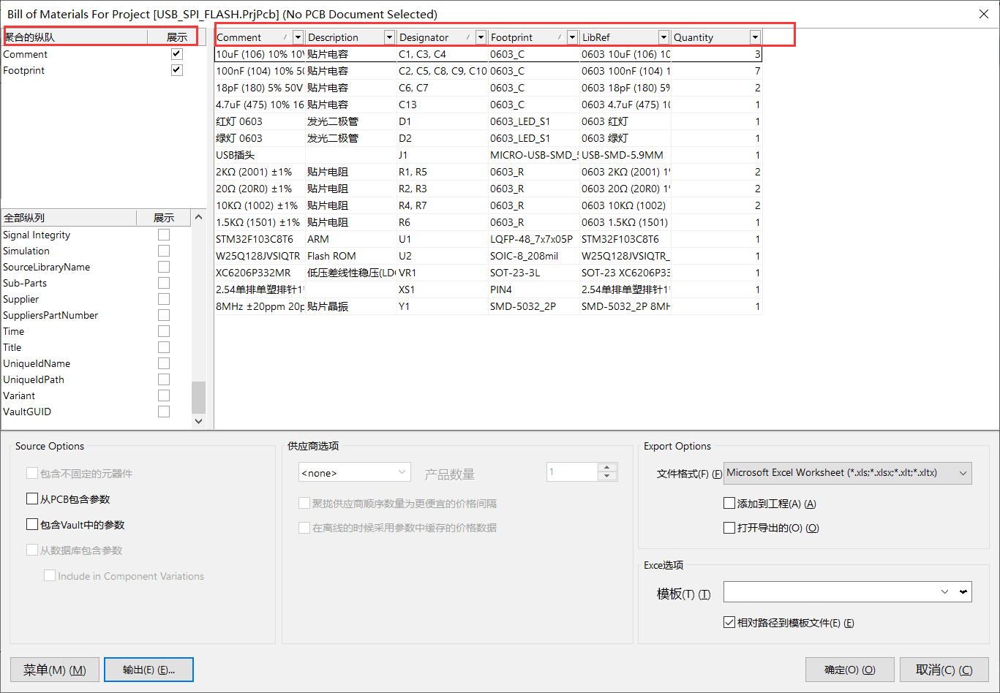 Bill of Materials For Project [USB_SPI_FLASH.PrjPcb] (No PCB Document Selected)
聚合的纵队 展示
Comment
Footprint
全部纵列 展示
Signal Integrity
Simulation
SourceLibraryName
Sub-Parts
Supplier
SuppliersPartNumber
Time
Title
UniqueIdName
UniqueIdPath
Variant
VaultGUID
Comment Description Designator Footprint LibRef Quantity
10uF (106) 10% 10V 贴片电容 C1, C3, C4 0603_C 0603 10uF (106) 10 3
100nF (104) 10% 50 贴片电容 C2, C5, C8, C9, C10 0603_C 0603 100nF (104) 1 7
18pF (180) 5% 50V 贴片电容 C6, C7 0603_C 0603 18pF (180) 5% 2
4.7uF (475) 10% 16 贴片电容 C13 0603_C 0603 4.7uF (475) 10 1
红灯 0603 发光二极管 D1 0603_LED_S1 0603 红灯 1
绿灯 0603 发光二极管 D2 0603_LED_S1 0603 绿灯 1
USB插头 J1 MICRO-USB-SMD_5 USB-SMD-5.9MM 1
2KΩ (2001) ±1% 贴片电阻 R1, R5 0603_R 0603 2KΩ (2001) 1% 2
20Ω (20R0) ±1% 贴片电阻 R2, R3 0603_R 0603 20Ω (20R0) 1% 2
10KΩ (1002) ±1% 贴片电阻 R4, R7 0603_R 0603 10KΩ (1002) 2
1.5KΩ (1501) ±1% 贴片电阻 R6 0603_R 0603 1.5KΩ (1501) 1
STM32F103C8T6 ARM U1 LQFP-48_7x7x05P STM32F103C8T6 1
W25Q128JVSIQTR Flash ROM U2 SOIC-8_208mil W25Q128JVSIQTR_ 1
XC6206P332MR 低压差线性稳压(LDO VR1 SOT-23-3L SOT-23 XC6206P33 1
2.54单排单塑排针1* XS1 PIN4 2.54单排单塑排针1* 1
8MHz ±20ppm 20p 贴片晶振 Y1 SMD-5032_2P SMD-5032_2P 8MH 1
Source Options
包含不固定的元器件
从PCB包含参数
包含Vault中的参数
从数据库包含参数
Include in Component Variations
供应商选项
<none> 产品数量 1
聚拢供应商顺序数量为更便宜的价格间隔
在离线的时候采用参数中缓存的价格数据
Export Options
文件格式(F) (F) Microsoft Excel Worksheet (*.xls;*.xlsx;*.xlt;*.xltx)
添加到工程(A) (A)
打开导出的(O) (O)
Exce选项
模板(T) (T)
相对路径到模板文件(E) (E)
菜单(M) (M) 输出(E) (E)... 确定(O) (O) 取消(C) (C)